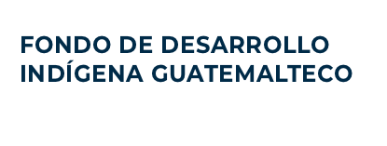 FONDO DE DESARROLLO
INDÍGENA GUATEMALTECO